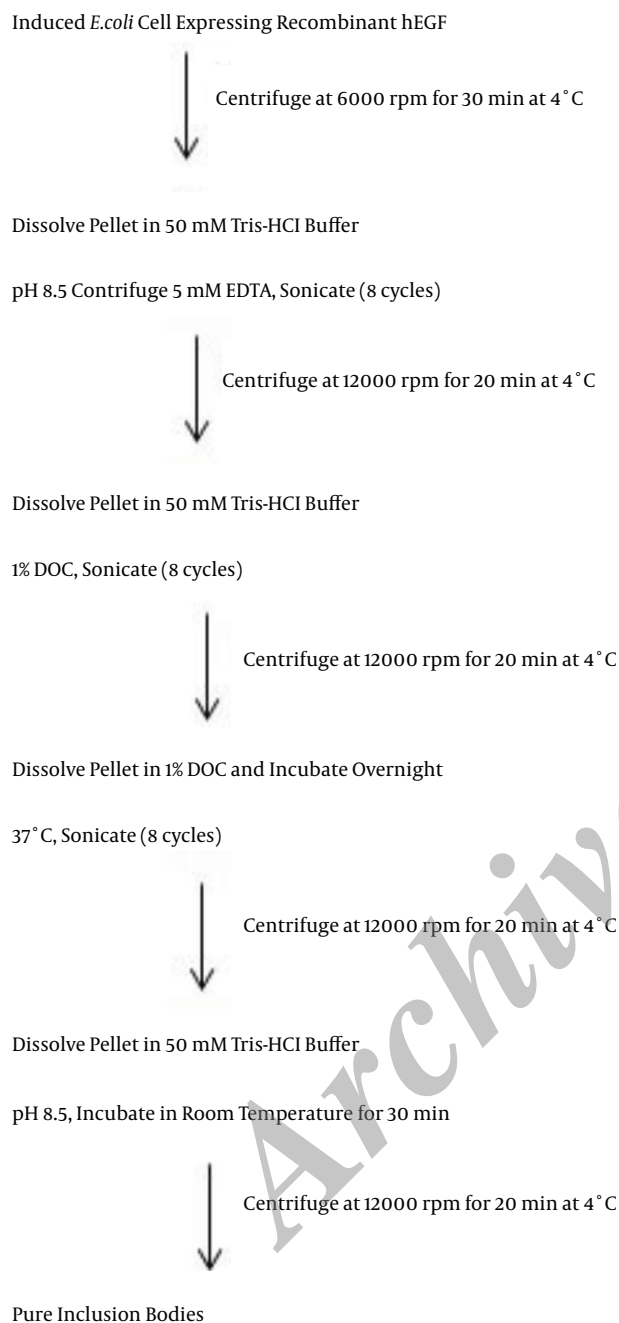 Induced E.coli Cell Expressing Recombinant hEGF
Centrifuge at 6000 rpm for 30 min at 4˚C
Dissolve Pellet in 50 mM Tris-HCI Buffer
pH 8.5 Contrifuge 5 mM EDTA, Sonicate (8 cycles)
Centrifuge at 12000 rpm for 20 min at 4˚C
Dissolve Pellet in 50 mM Tris-HCI Buffer
1% DOC, Sonicate (8 cycles)
Centrifuge at 12000 rpm for 20 min at 4˚C
Dissolve Pellet in 1% DOC and Incubate Overnight
37˚C, Sonicate (8 cycles)
Centrifuge at 12000 rpm for 20 min at 4˚C
Dissolve Pellet in 50 mM Tris-HCI Buffer
pH 8.5, Incubate in Room Temperature for 30 min
Centrifuge at 12000 rpm for 20 min at 4˚C
Pure Inclusion Bodies
Archiv